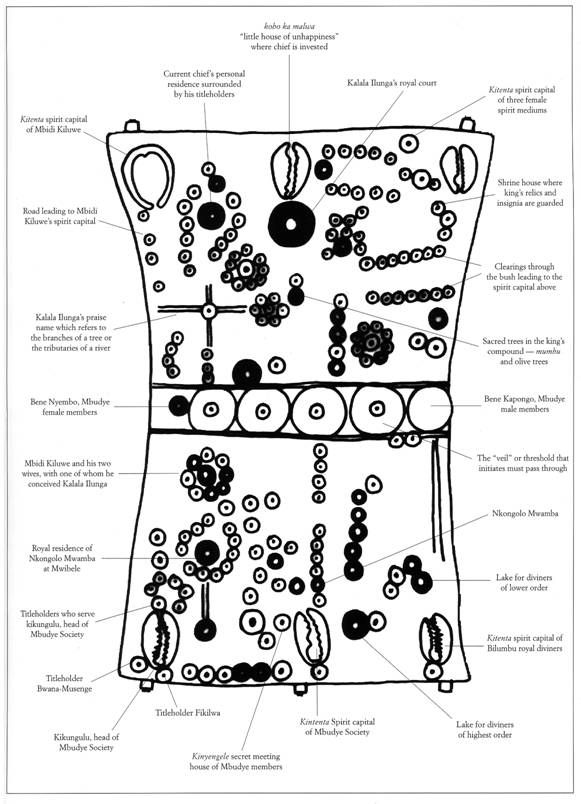 kobo ka malwa
“little house of unhappiness”
where chief is invested
Current chief’s personal
residence surrounded
by his titleholders
Kalala Ilunga’s royal court
Kitenta spirit capital
of Mbidi Kiluwe
Kitenta spirit capital
of three female
spirit mediums
Shrine house where
king’s relics and
insignia are guarded
Road leading to Mbidi
Kiluwe’s spirit capital
Clearings through
the bush leading to the
spirit capital above
Kalala Ilunga’s praise
name which refers to
the branches of a tree or
the tributaries of a river
Sacred trees in the king’s
compound — mumbu
and olive trees
Bene Nyembo, Mbudye
female members
Bene Kapongo, Mbudye
male members
The “veil” or threshold that
initiates must pass through
Mbidi Kiluwe and his two
wives, with one of whom he
conceived Kalala Ilunga
Nkongolo Mwamba
Royal residence of
Nkongolo Mwamba
at Mwibele
Lake for diviners
of lower order
Titleholders who serve
kikungulu, head of
Mbudye Society
Kitenta spirit capital of
Bilumbu royal diviners
Titleholder
Bwana-Musenge
Titleholder Fikilwa
Kintenta Spirit capital
of Mbudye Society
Lake for diviners
of highest order
Kikungulu, head of
Mbudye Society
Kinyengele secret meeting
house of Mbudye members